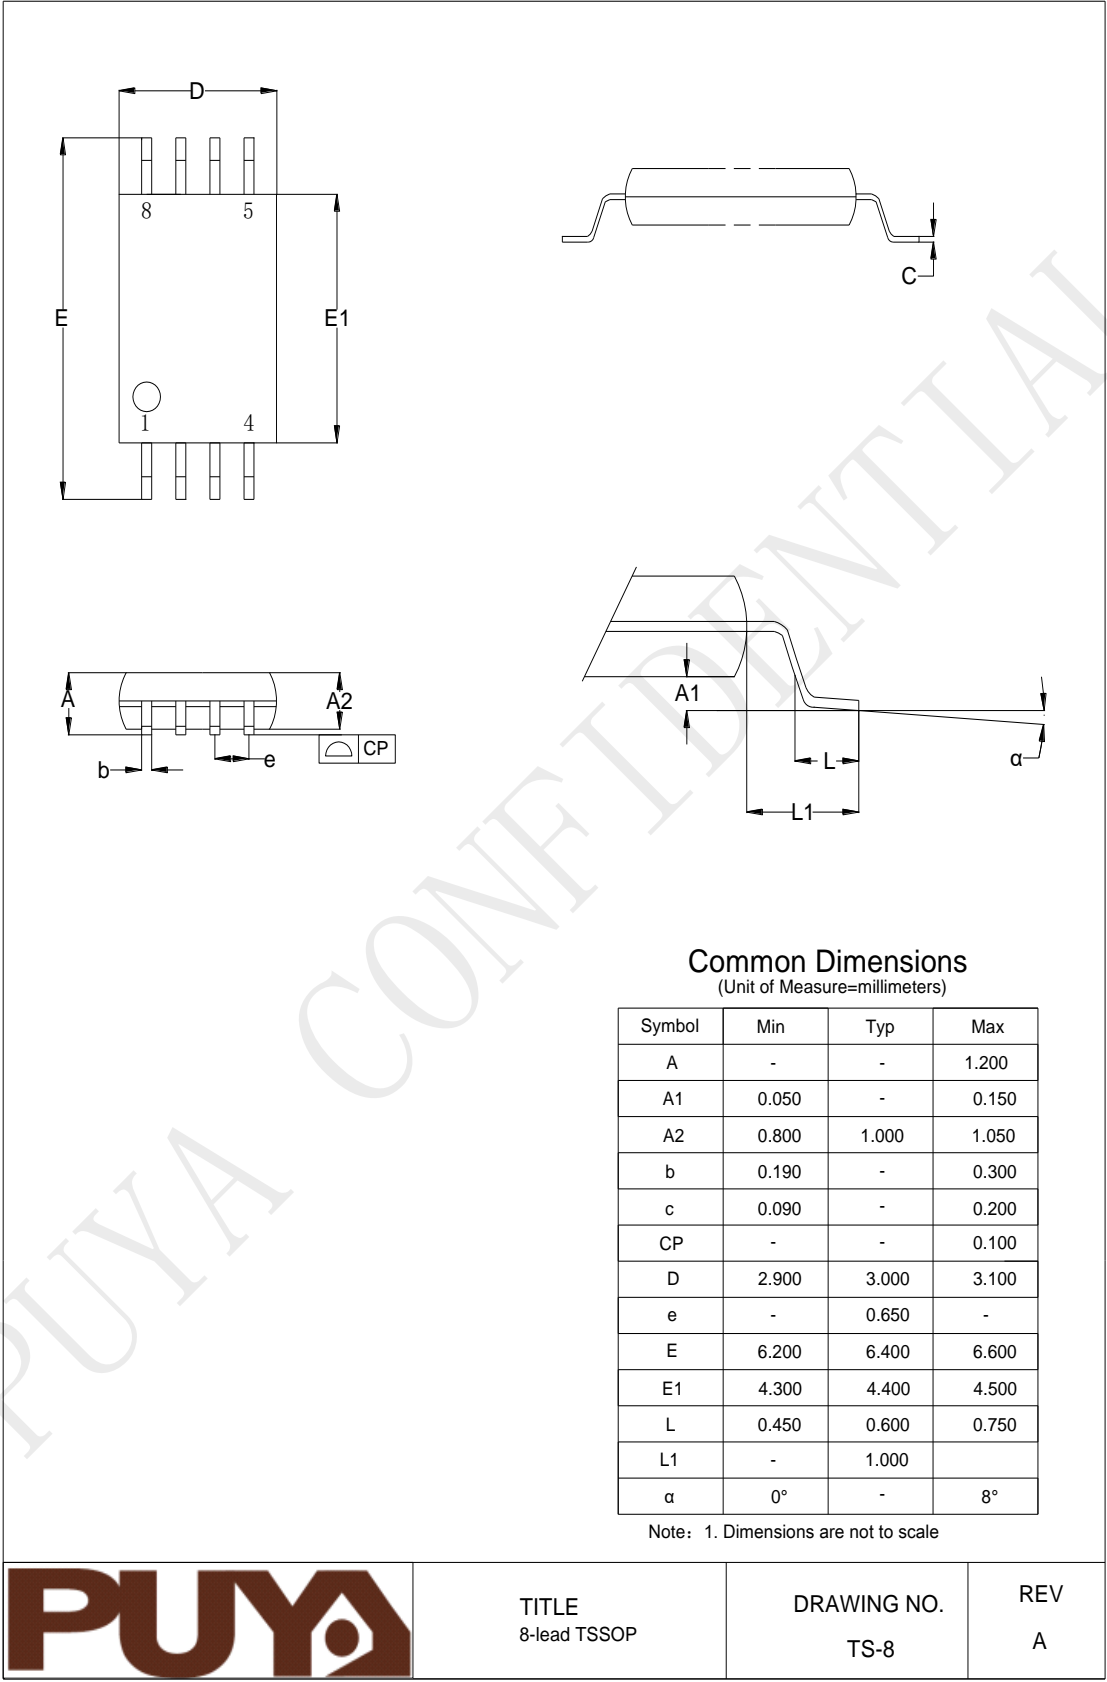 D
8 5
E
E1
1 4
C
A
A2
b
e
CP
A1
L
L1
α
PUYA CONFIDENTIAL
Common Dimensions
(Unit of Measure=millimeters)
Symbol Min Typ Max
A - - 1.200
A1 0.050 - 0.150
A2 0.800 1.000 1.050
b 0.190 - 0.300
c 0.090 - 0.200
CP - - 0.100
D 2.900 3.000 3.100
e - 0.650 -
E 6.200 6.400 6.600
E1 4.300 4.400 4.500
L 0.450 0.600 0.750
L1 - 1.000
α 0° - 8°
Note：1. Dimensions are not to scale
PUYA
TITLE
8-lead TSSOP
DRAWING NO.
TS-8
REV
A